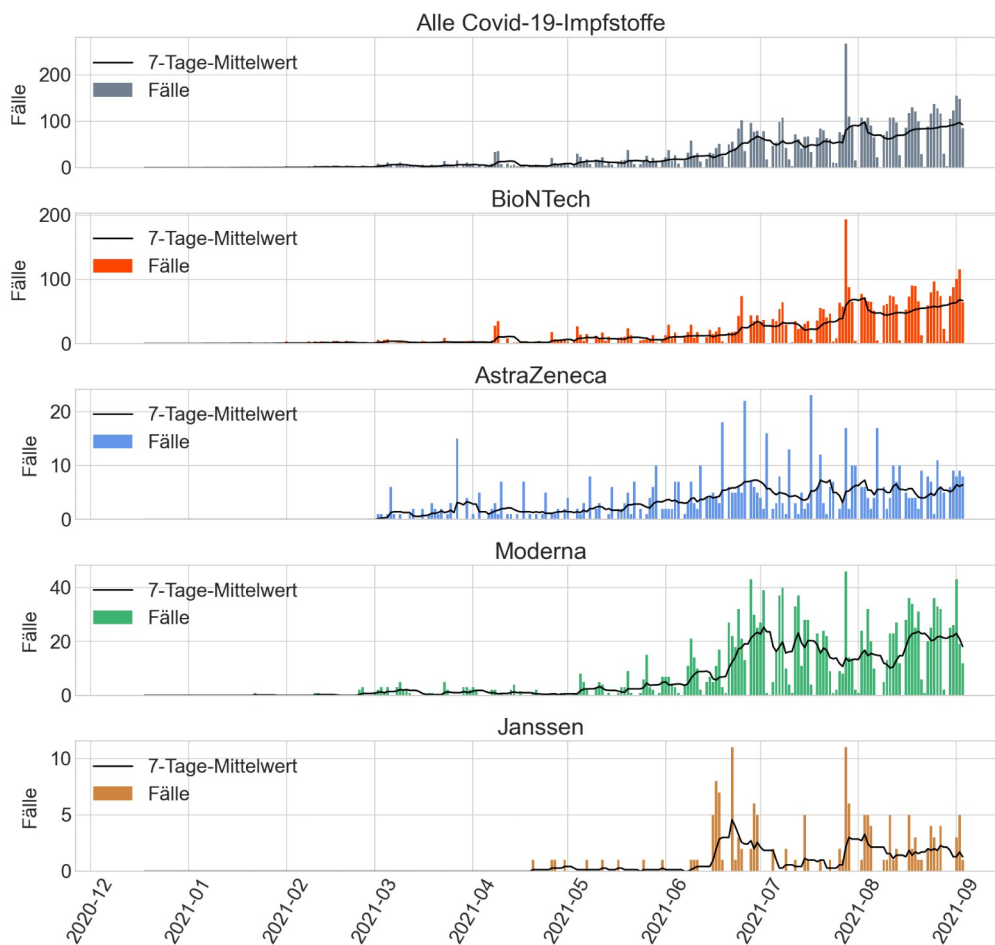 Alle Covid-19-Impfstoffe
Fälle
200
100
0
7-Tage-Mittelwert
Fälle
BioNTech
Fälle
200
100
0
7-Tage-Mittelwert
Fälle
AstraZeneca
Fälle
20
10
0
7-Tage-Mittelwert
Fälle
Moderna
Fälle
40
20
0
7-Tage-Mittelwert
Fälle
Janssen
Fälle
10
5
0
7-Tage-Mittelwert
Fälle
2020-12
2021-01
2021-02
2021-03
2021-04
2021-05
2021-06
2021-07
2021-08
2021-09